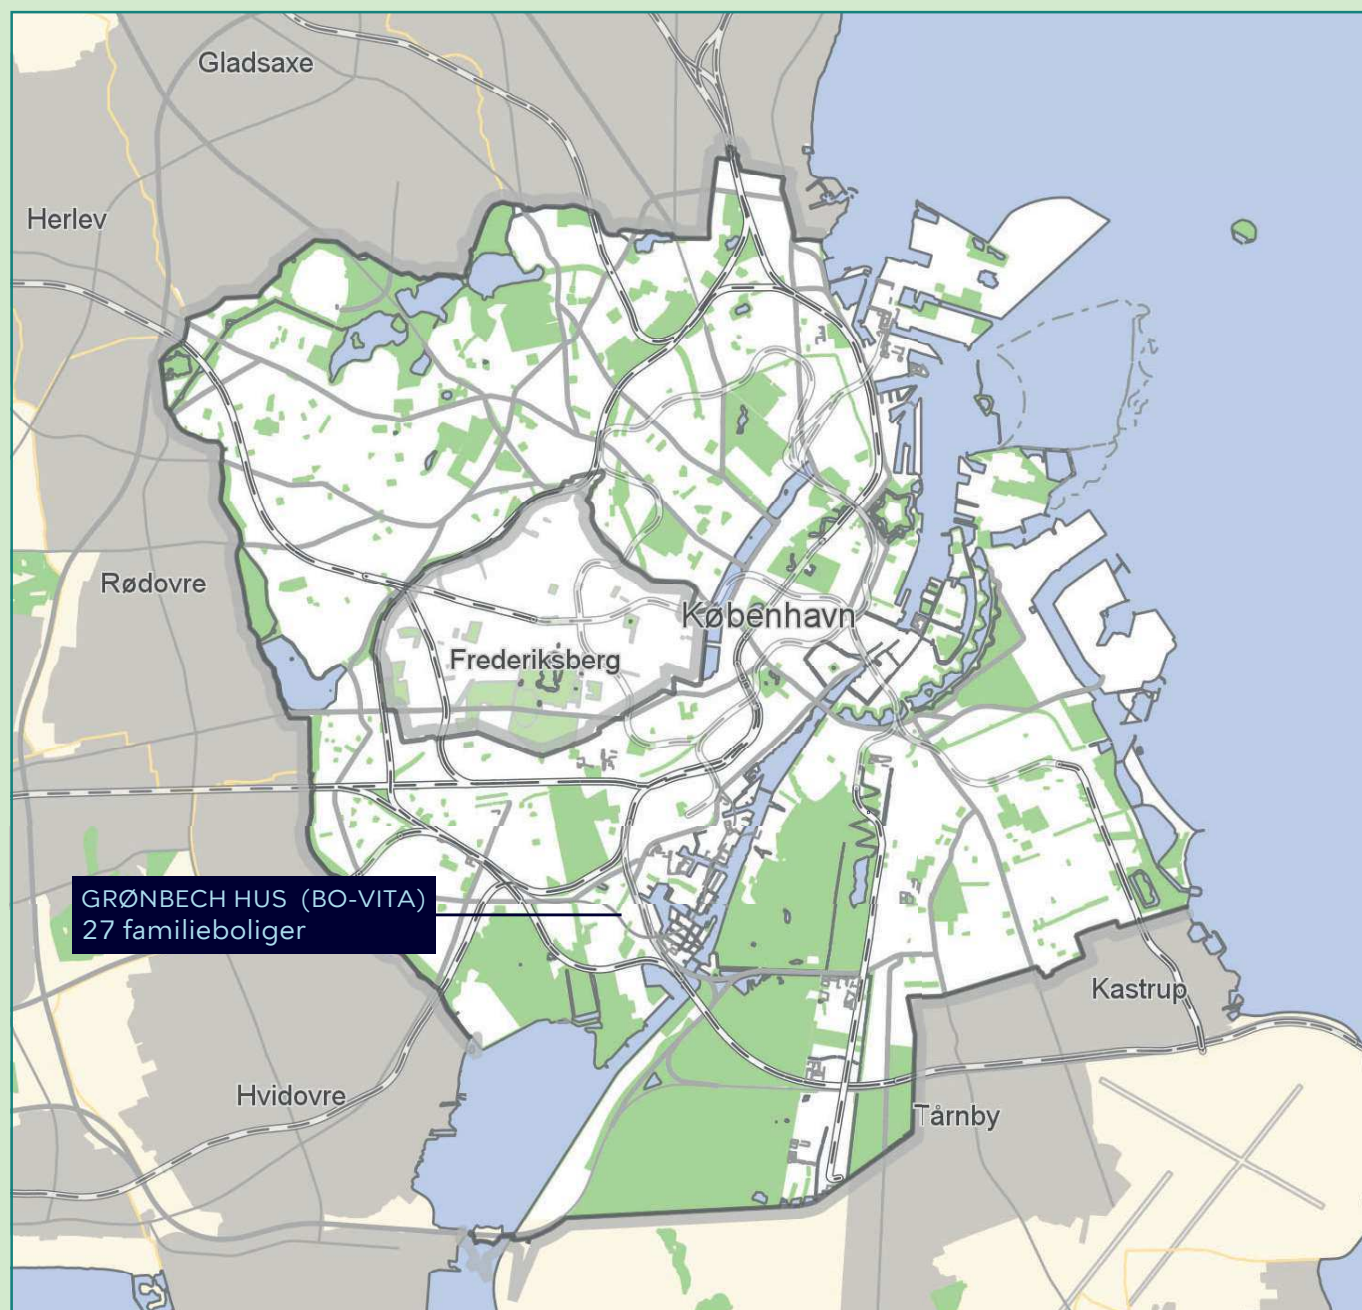 Gladsaxe
Herlev
Rødovre
København
Frederiksberg
GRØNBECH HUS (BO-VITA)
27 familieboliger
Kastrup
Hvidovre
Tårnby